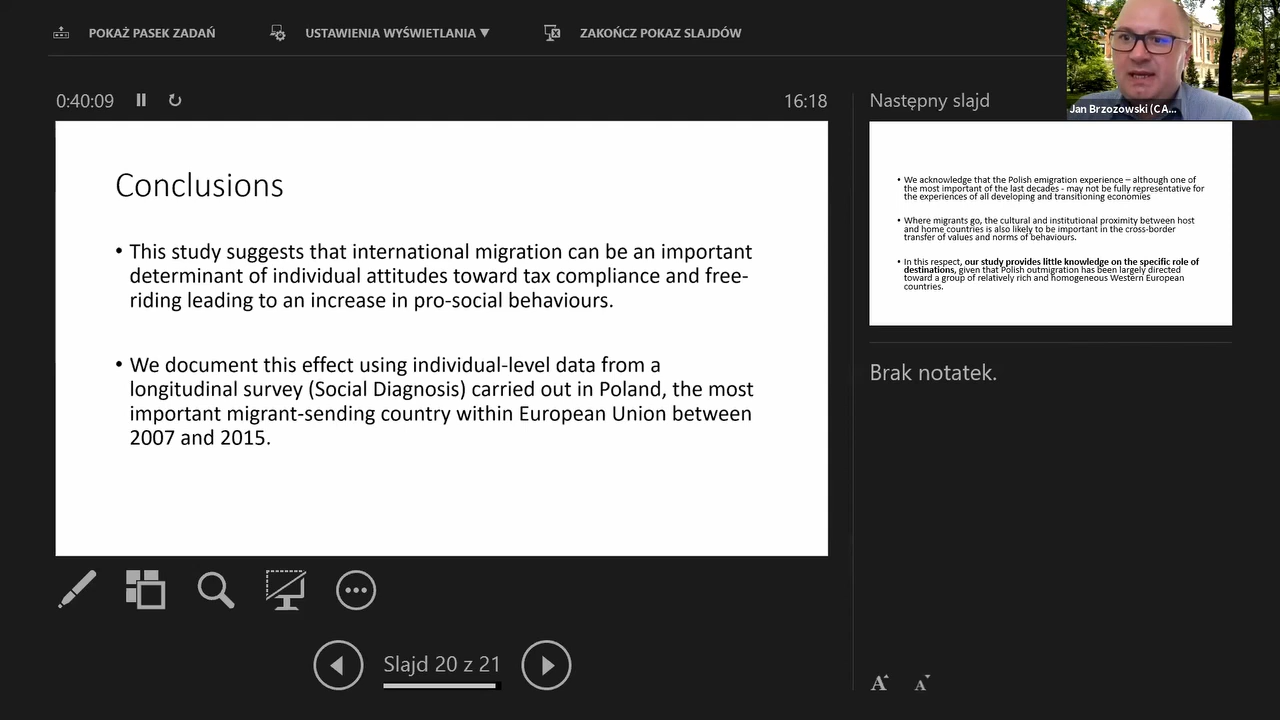 POKAŻ PASEK ZADAŃ
USTAWIENIA WYŚWIETLANIA ▼
ZAKOŃCZ POKAZ SLAJDÓW
Jan Brzozowski (CA...
0:40:09
16:18
Następny slajd
Conclusions
• This study suggests that international migration can be an important
determinant of individual attitudes toward tax compliance and free-
riding leading to an increase in pro-social behaviours.
• We document this effect using individual-level data from a
longitudinal survey (Social Diagnosis) carried out in Poland, the most
important migrant-sending country within European Union between
2007 and 2015.
• We acknowledge that the Polish emigration experience – although one of
the most important of the last decades - may not be fully representative for
the experiences of all developing and transitioning economies
• Where migrants go, the cultural and institutional proximity between host
and home countries is also likely to be important in the cross-border
transfer of values and norms of behaviours.
• In this respect, our study provides little knowledge on the specific role of
destinations, given that Polish outmigration has been largely directed
toward a group of relatively rich and homogeneous Western European
countries.
Brak notatek.
Slajd 20 z 21
A A